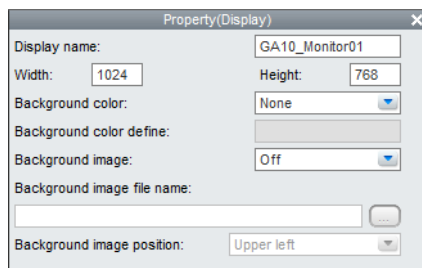 Property(Display)
Display name: GA10_Monitor01
Width: 1024 Height: 768
Background color: None
Background color define:
Background image: Off
Background image file name:
...
Background image position: Upper left